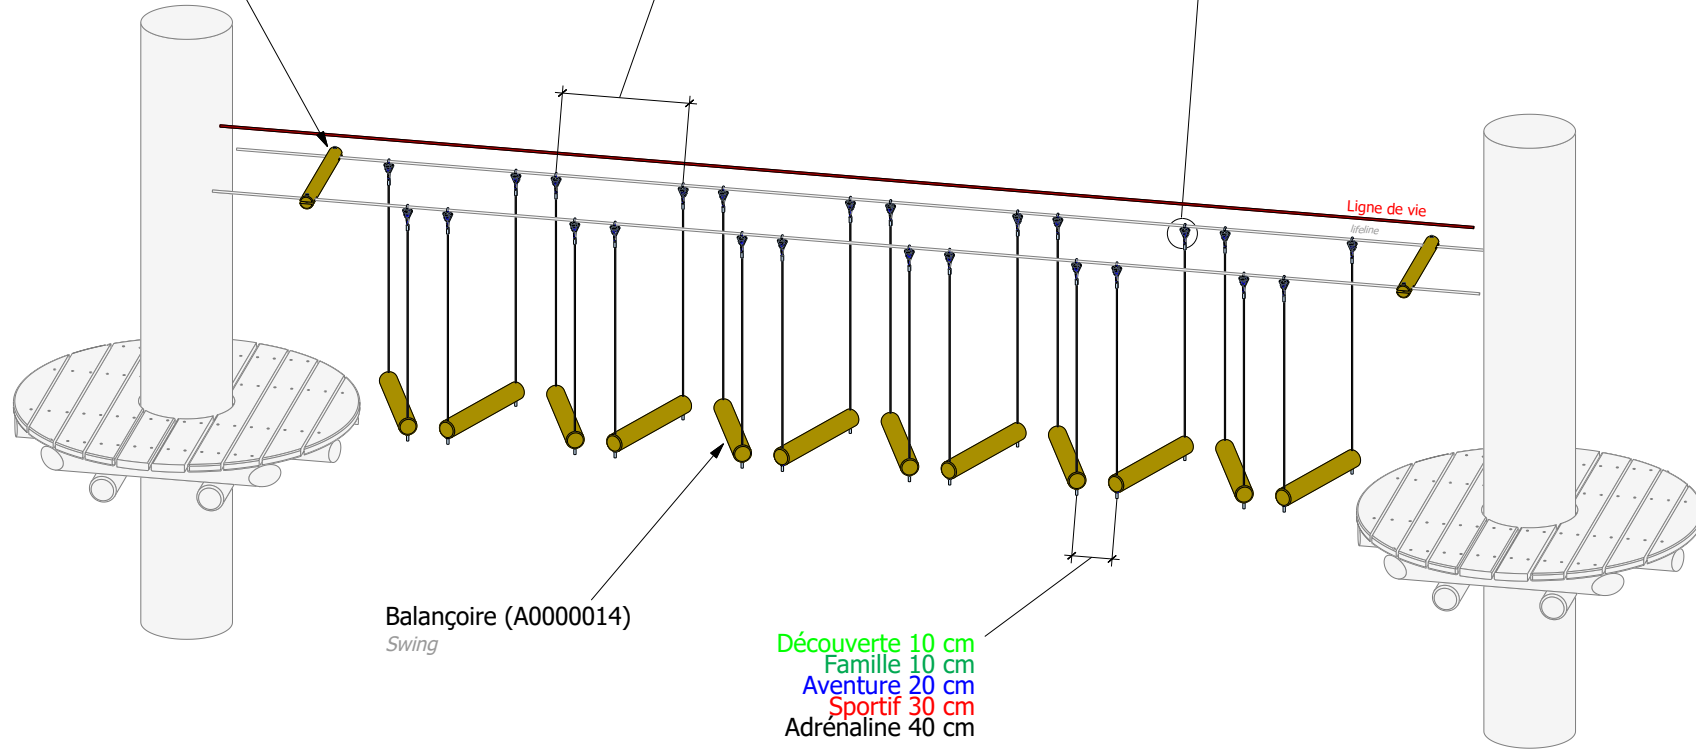 Ligne de vie
lifeline
Balançoire (A0000014)
Swing
Découverte 10 cm
Famille 10 cm
Aventure 20 cm
Sportif 30 cm
Adrénaline 40 cm